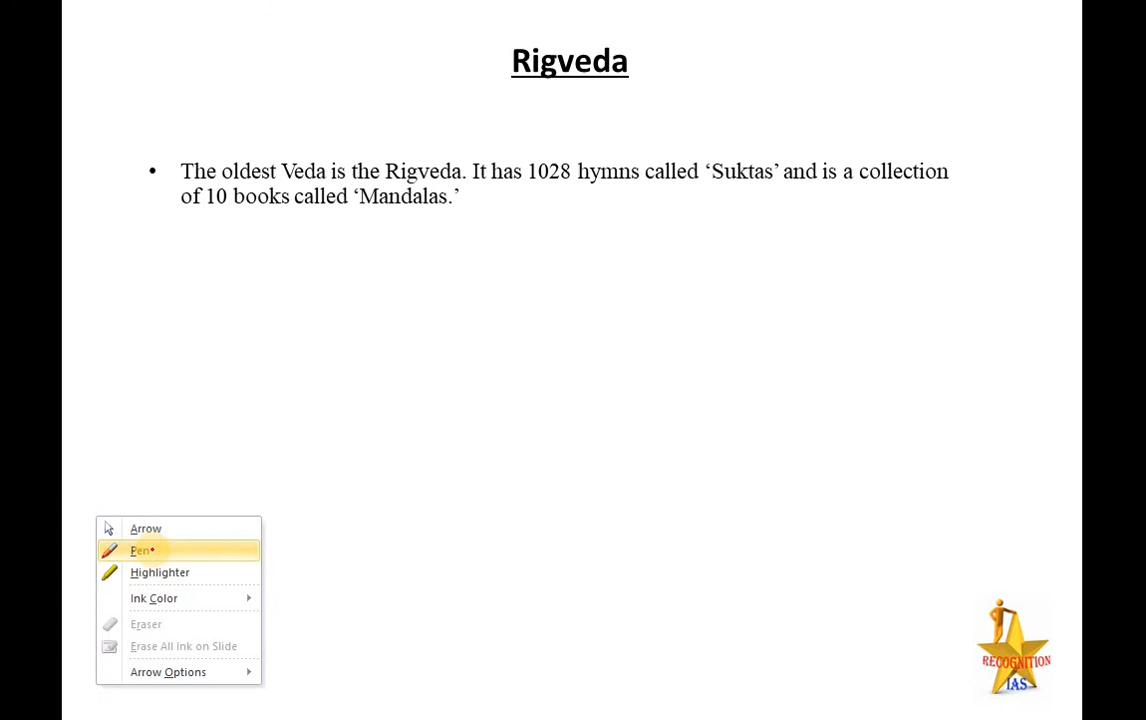 Rigveda
• The oldest Veda is the Rigveda. It has 1028 hymns called ‘Suktas’ and is a collection
of 10 books called ‘Mandalas.’
Arrow
Pen
Highlighter
Ink Color
Eraser
Erase All Ink on Slide
Arrow Options
RECOGNITION
IAS